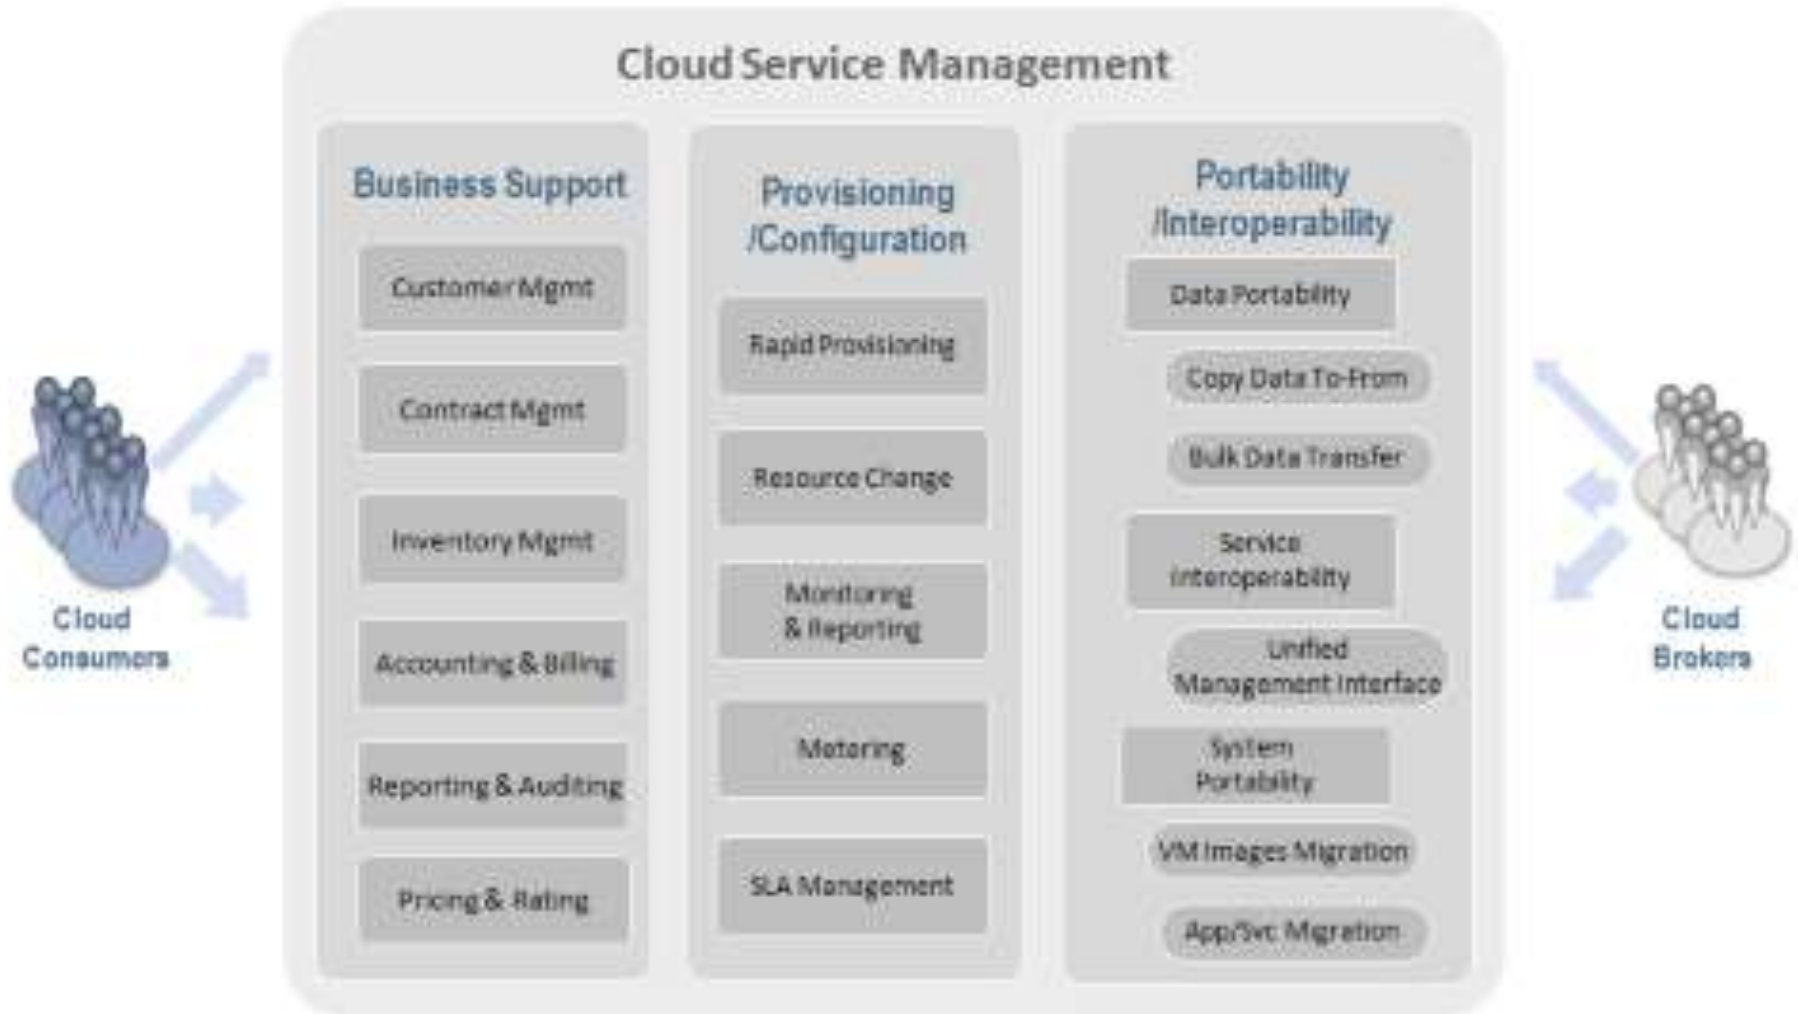 Cloud Service Management
Business Support
Customer Mgmt
Contract Mgmt
Inventory Mgmt
Accounting & Billing
Reporting & Auditing
Pricing & Rating
Provisioning
/Configuration
Rapid Provisioning
Resource Change
Monitoring
& Reporting
Metering
SLA Management
Portability
/Interoperability
Data Portability
Copy Data To-From
Bulk Data Transfer
Service
Interoperability
Unified
Management Interface
System
Portability
VM Images Migration
App/Svc Migration
Cloud
Consumers
Cloud
Brokers